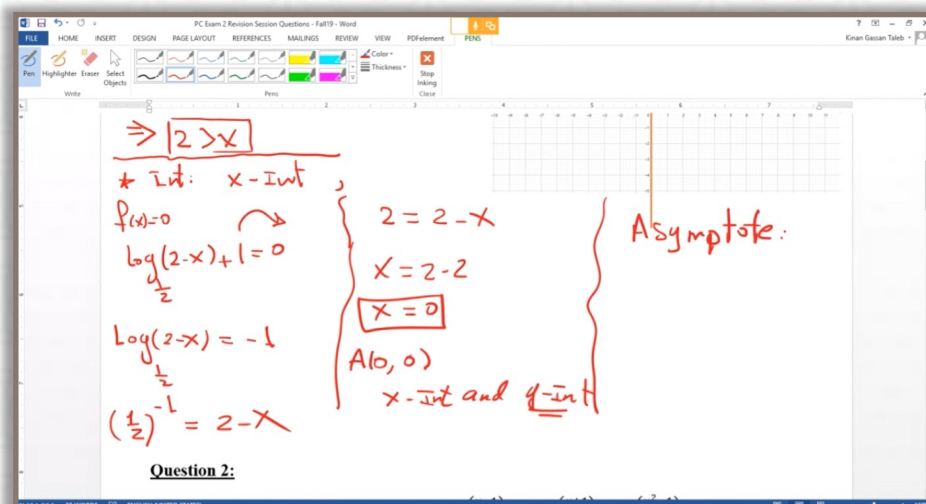 PC Exam 2 Revision Session Questions - Fall19 - Word
FILE HOME INSERT DESIGN PAGE LAYOUT REFERENCES MAILINGS REVIEW VIEW PDFelement PENS
Kinan Gassan Taleb
Pen Highlighter Eraser Select Objects
Color
Thickness
Stop Inking
Write Pens Close
⇒ 2 > x
* Int: x - Int
f(x)=0
log_{1/2}(2-x)+1=0
Log_{1/2}(2-x) = -1
(1/2)^{-1} = 2-x
2 = 2-x
x = 2-2
x = 0
A(0, 0)
x-Int and y-Int
Asymptote:
Question 2: